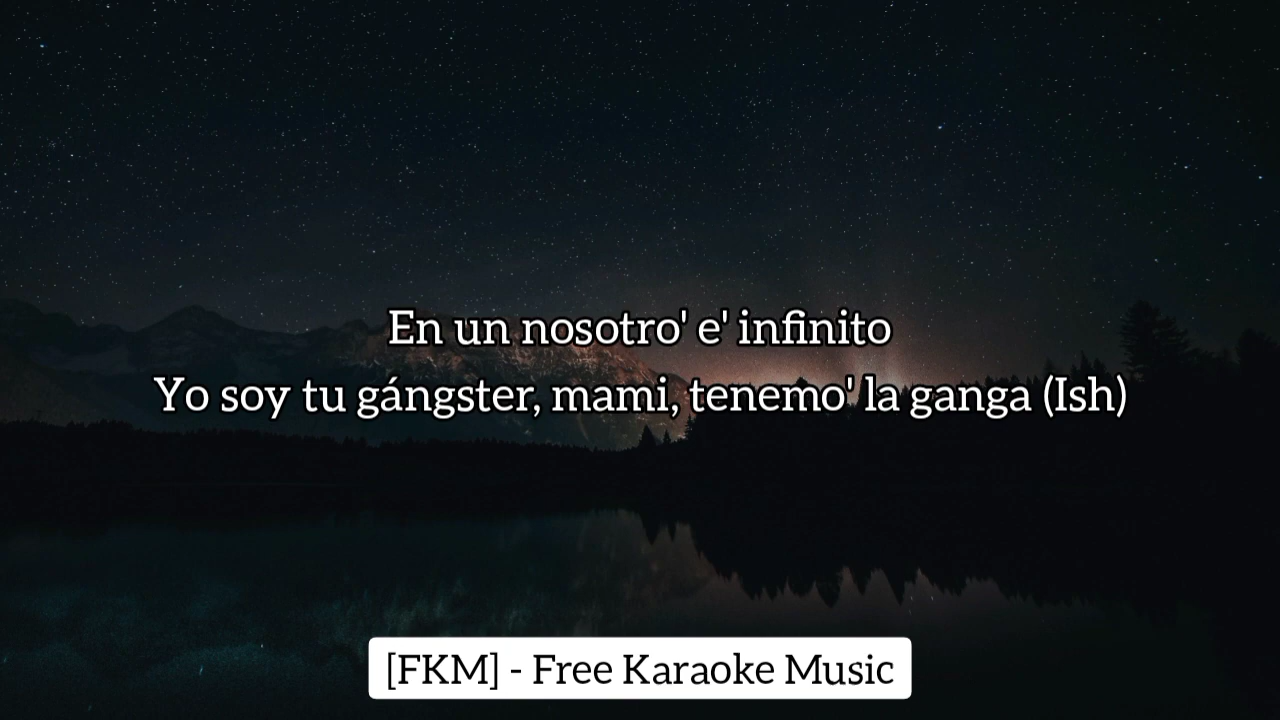 En un nosotro' e' infinito
Yo soy tu gángster, mami, tenemo' la ganga (Ish)
[FKM] - Free Karaoke Music